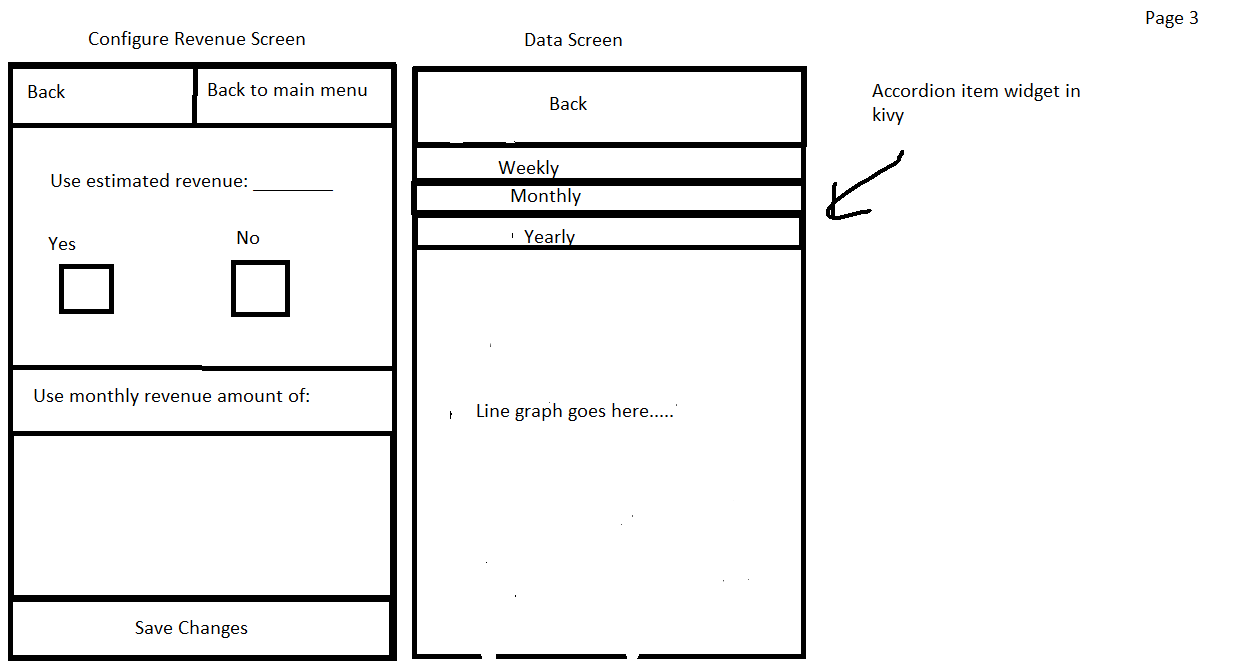 Page 3
Configure Revenue Screen
Data Screen
Back
Back to main menu
Use estimated revenue: ________
Yes
No
Use monthly revenue amount of:
Save Changes
Back
Weekly
Monthly
Yearly
Line graph goes here.....
Accordion item widget in
kivy